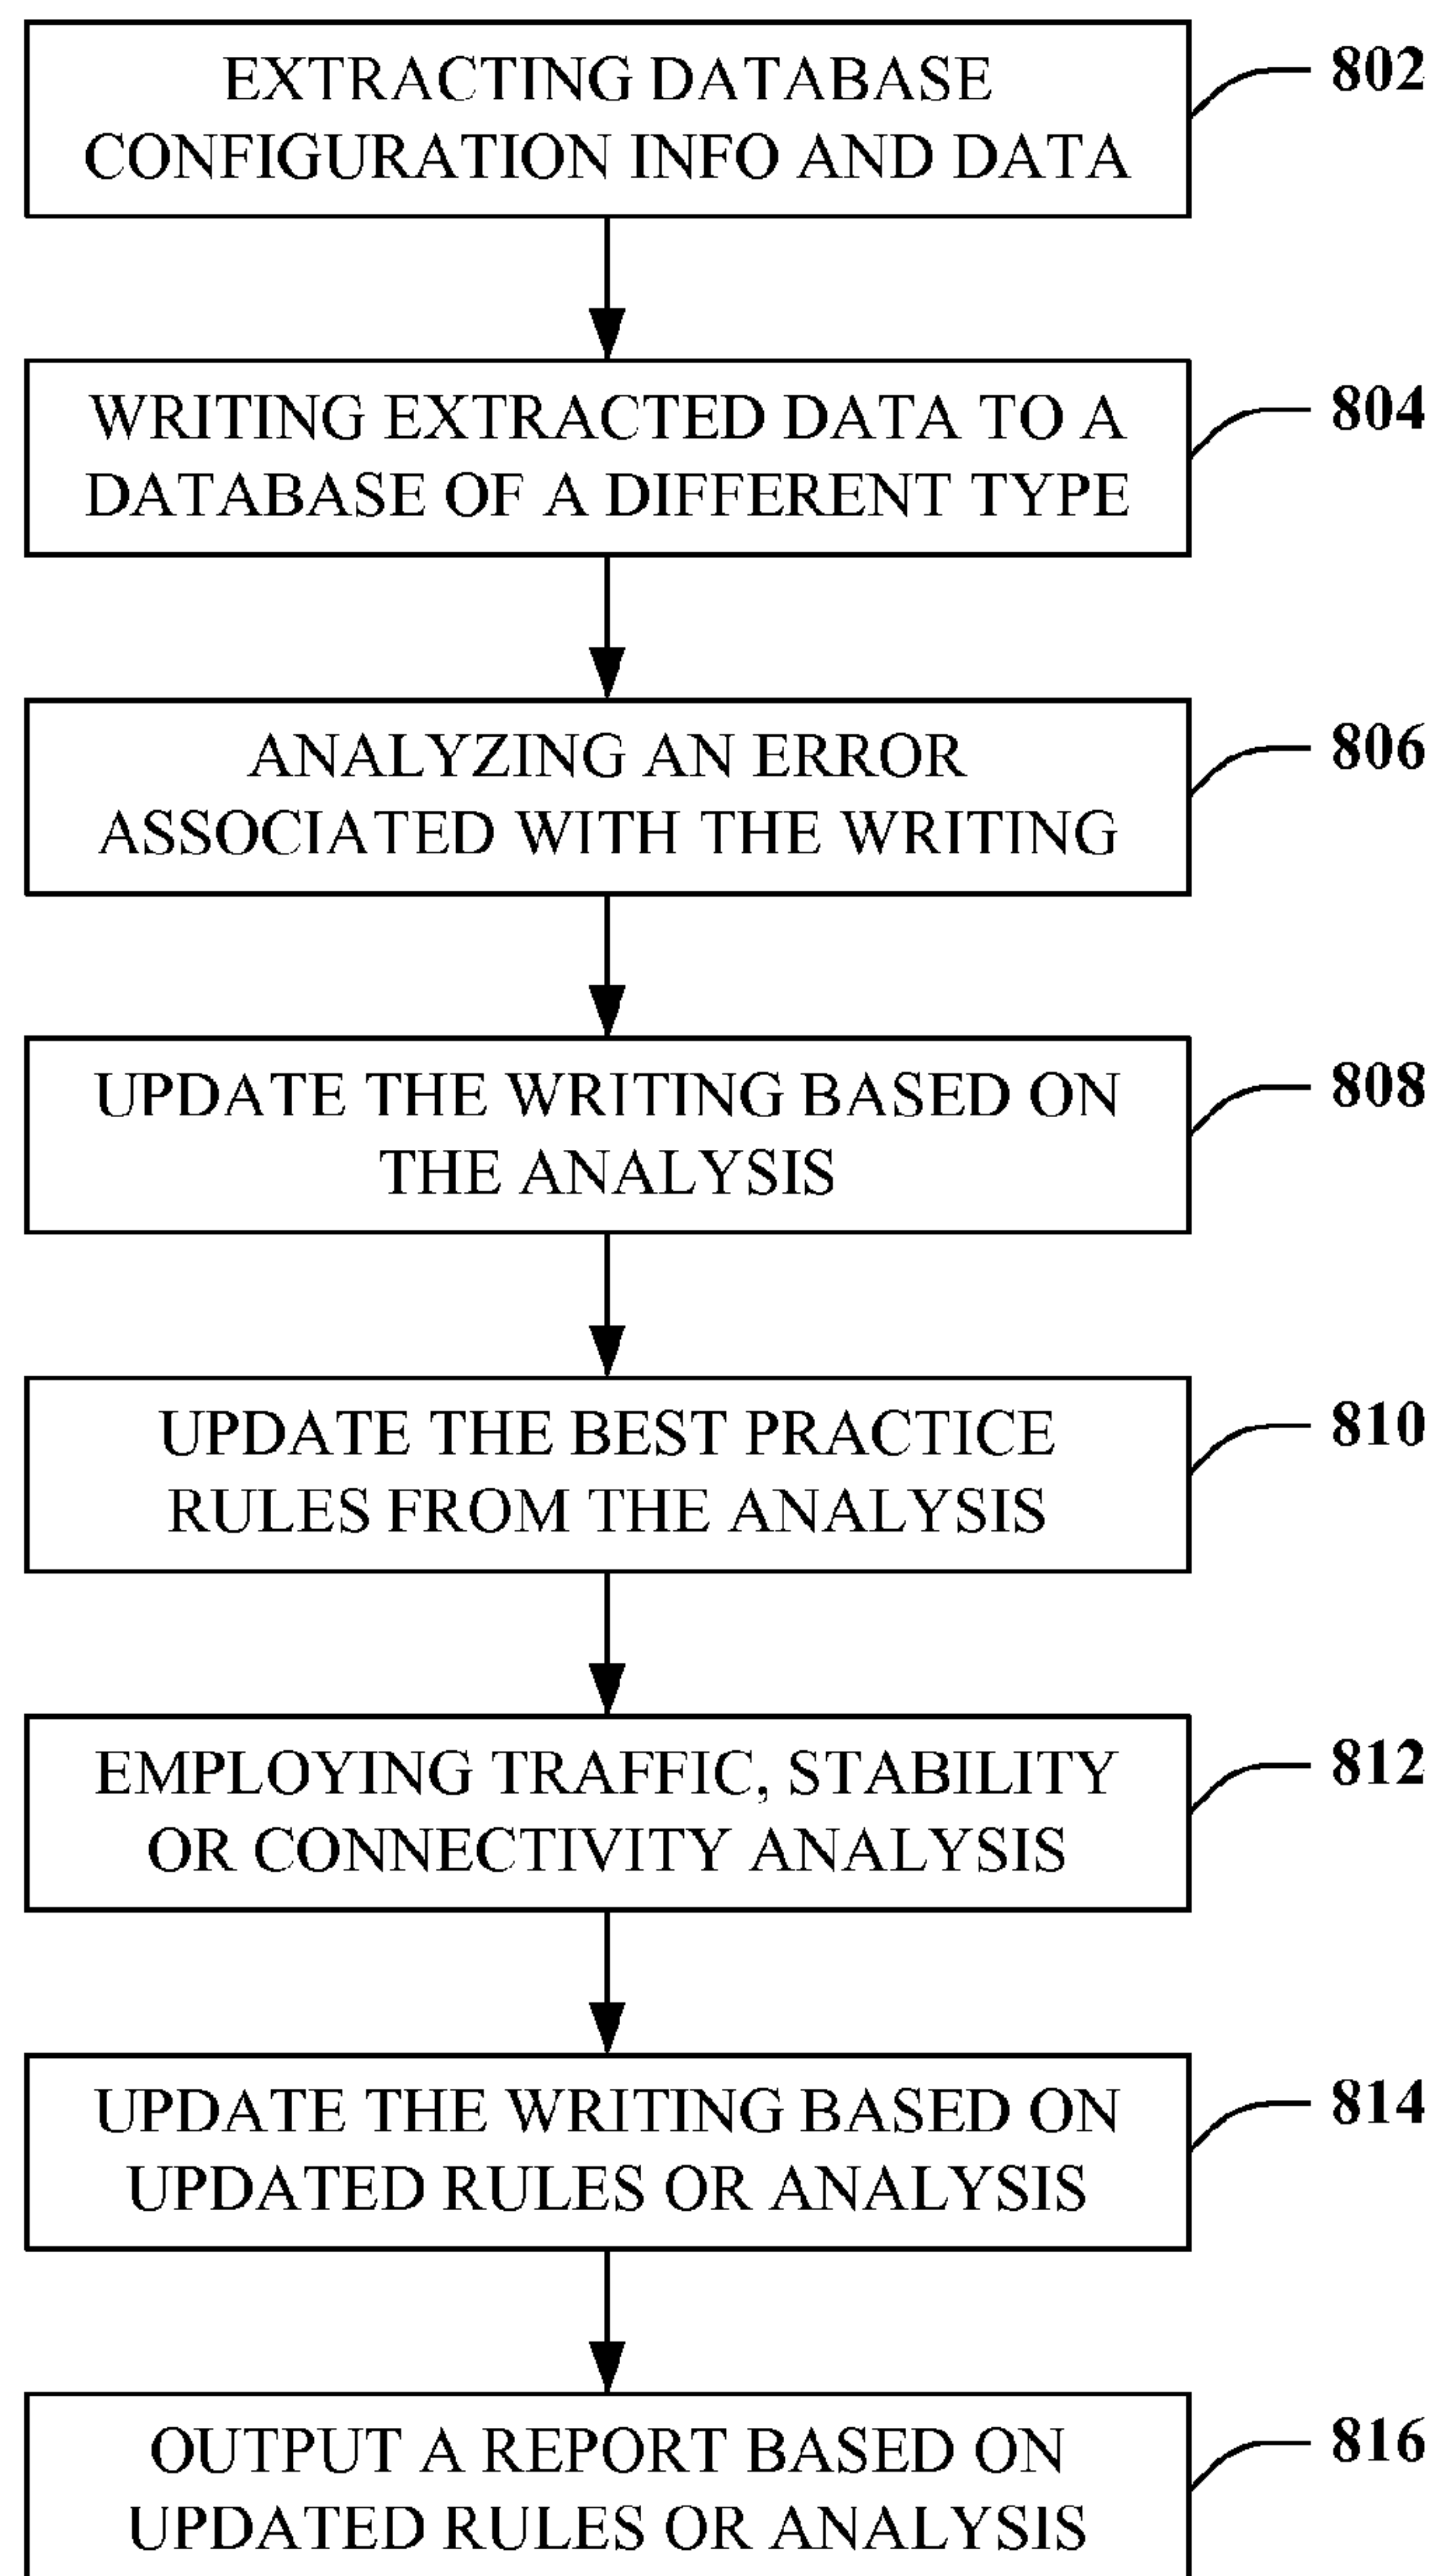 EXTRACTING DATABASE
CONFIGURATION INFO AND DATA
802
WRITING EXTRACTED DATA TO A
DATABASE OF A DIFFERENT TYPE
804
ANALYZING AN ERROR
ASSOCIATED WITH THE WRITING
806
UPDATE THE WRITING BASED ON
THE ANALYSIS
808
UPDATE THE BEST PRACTICE
RULES FROM THE ANALYSIS
810
EMPLOYING TRAFFIC, STABILITY
OR CONNECTIVITY ANALYSIS
812
UPDATE THE WRITING BASED ON
UPDATED RULES OR ANALYSIS
814
OUTPUT A REPORT BASED ON
UPDATED RULES OR ANALYSIS
816